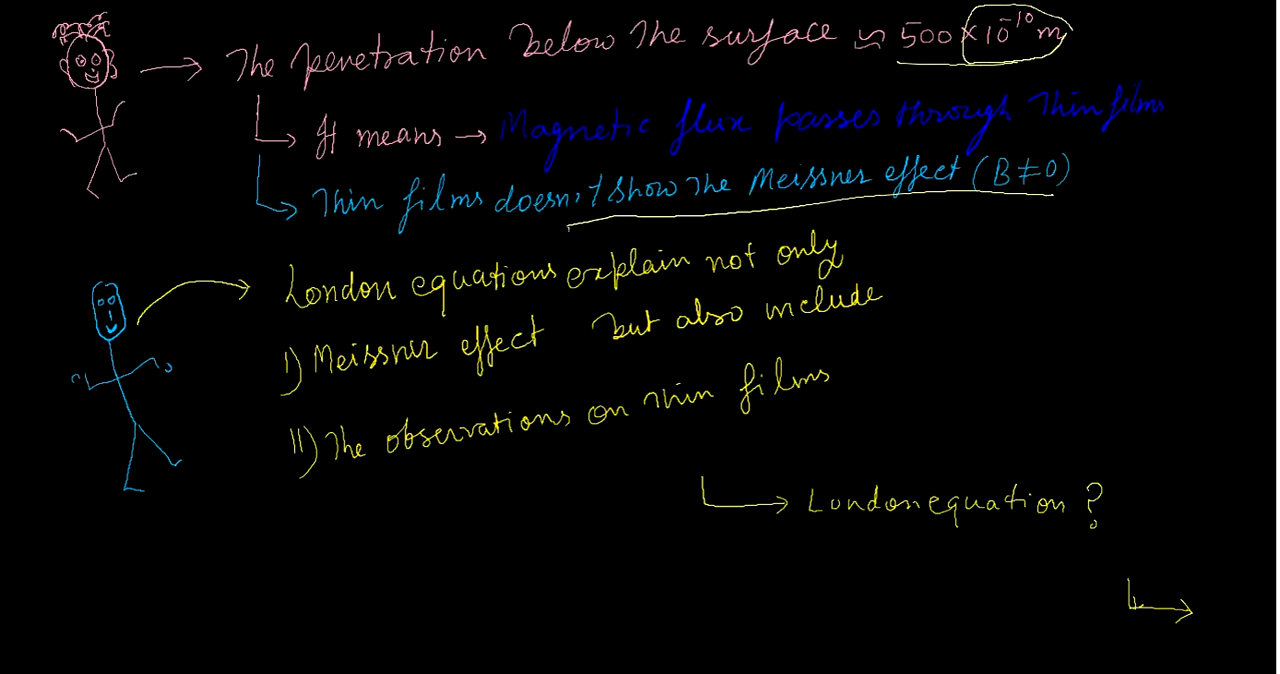 The penetration below the surface ≈ 500 × 10⁻¹⁰ m
It means → Magnetic flux passes through Thin films
Thin films doesn't show the Meissner effect (B ≠ 0)
London equations explain not only
I) Meissner effect but also include
II) The observations on thin films
London equation ?